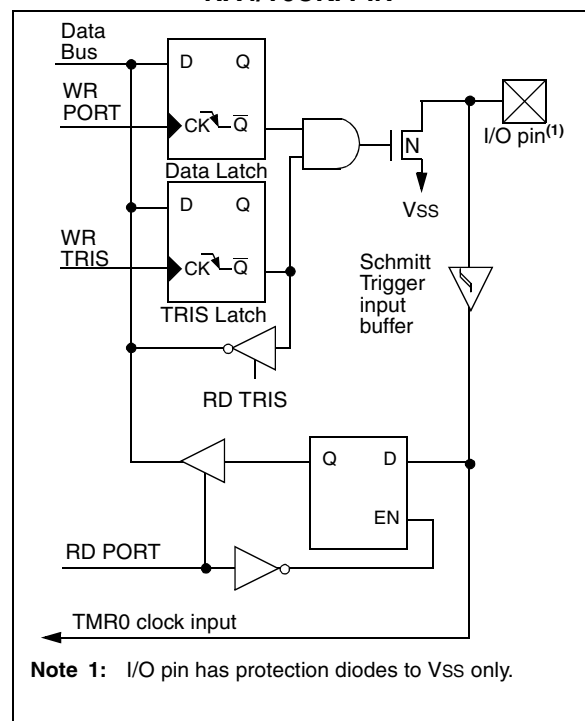 Data
Bus
D Q
WR
PORT
CK Q
Data Latch
N
I/O pin(1)
VSS
D Q
WR
TRIS
CK Q
TRIS Latch
Schmitt
Trigger
input
buffer
RD TRIS
Q D
EN
RD PORT
TMR0 clock input
Note 1: I/O pin has protection diodes to VSS only.